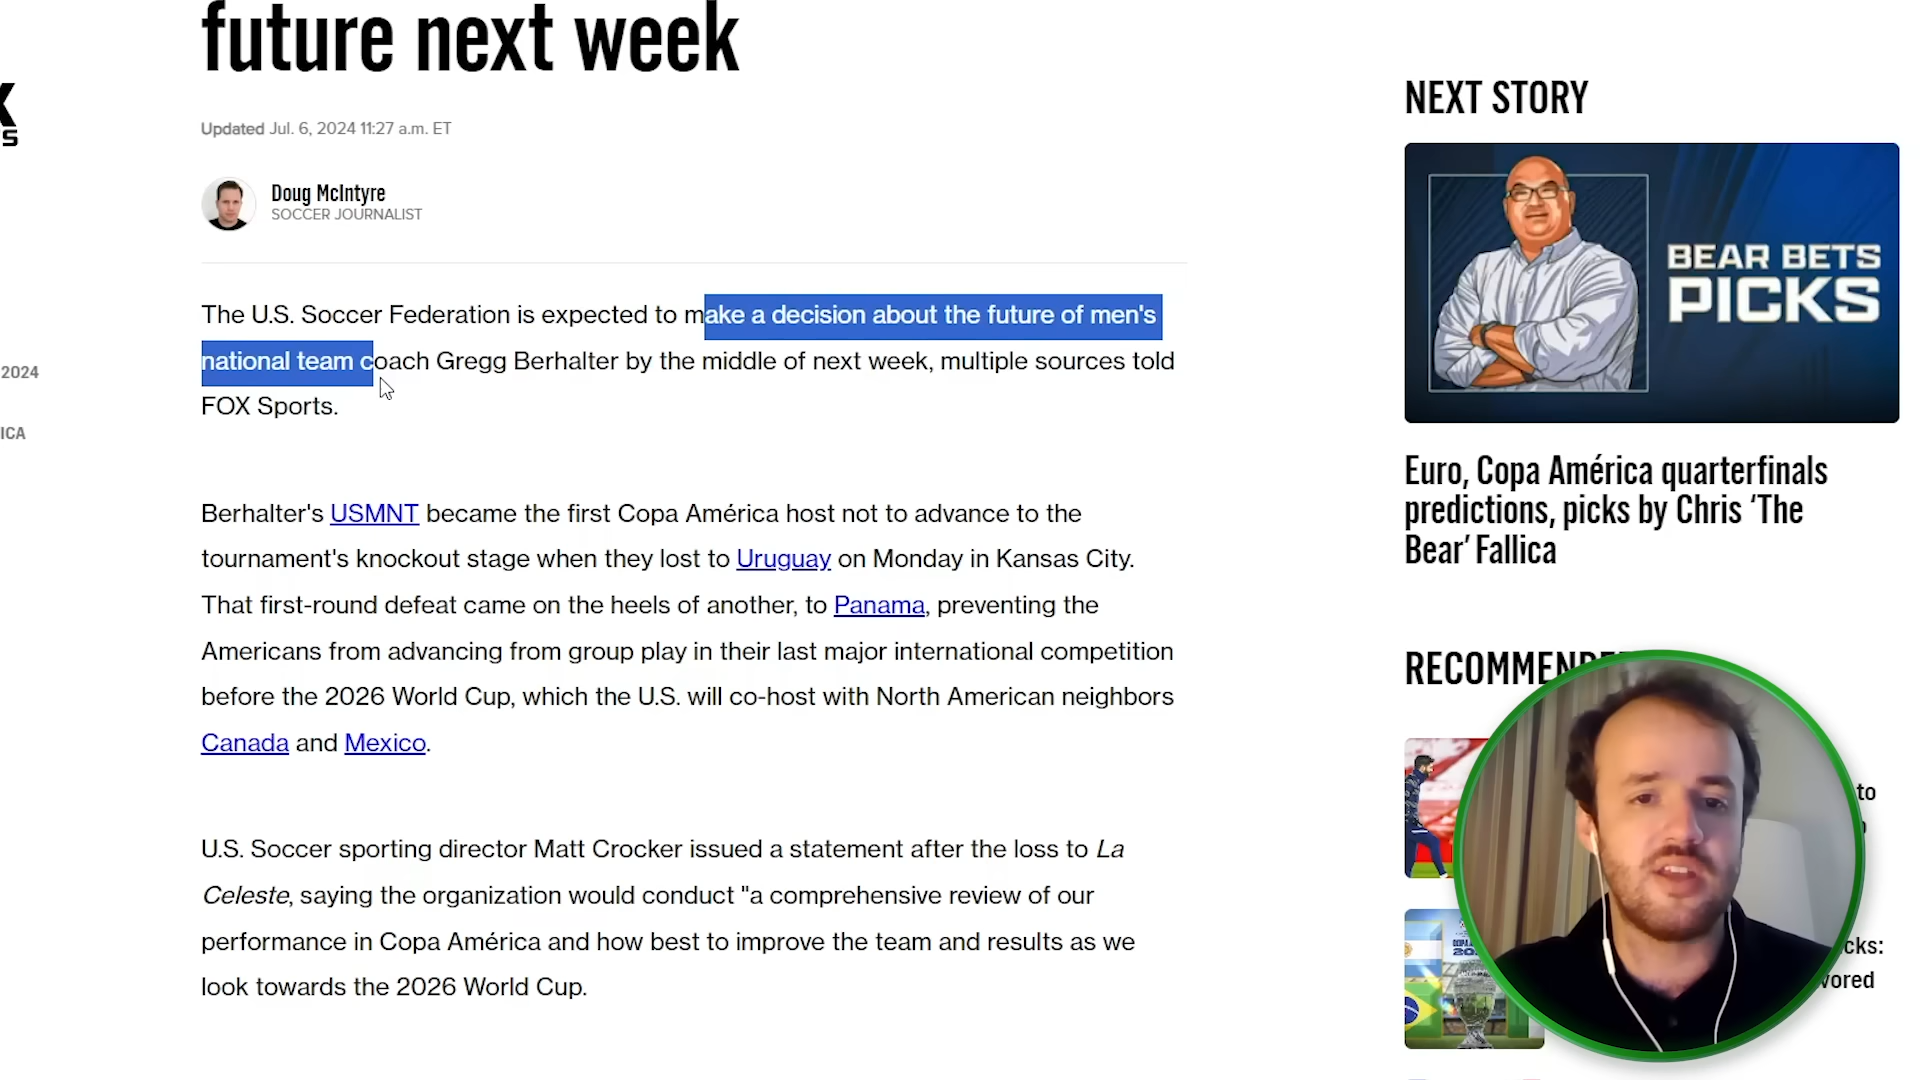 future next week
Updated Jul. 6, 2024 11:27 a.m. ET
Doug McIntyre
SOCCER JOURNALIST
The U.S. Soccer Federation is expected to make a decision about the future of men's
national team coach Gregg Berhalter by the middle of next week, multiple sources told
FOX Sports.
Berhalter's USMNT became the first Copa América host not to advance to the
tournament's knockout stage when they lost to Uruguay on Monday in Kansas City.
That first-round defeat came on the heels of another, to Panama, preventing the
Americans from advancing from group play in their last major international competition
before the 2026 World Cup, which the U.S. will co-host with North American neighbors
Canada and Mexico.
U.S. Soccer sporting director Matt Crocker issued a statement after the loss to La
Celeste, saying the organization would conduct "a comprehensive review of our
performance in Copa América and how best to improve the team and results as we
look towards the 2026 World Cup.
X
S
2024
ICA
NEXT STORY
BEAR BETS
PICKS
Euro, Copa América quarterfinals
predictions, picks by Chris ‘The
Bear’ Fallica
RECOMMENDE
to
cks:
vored